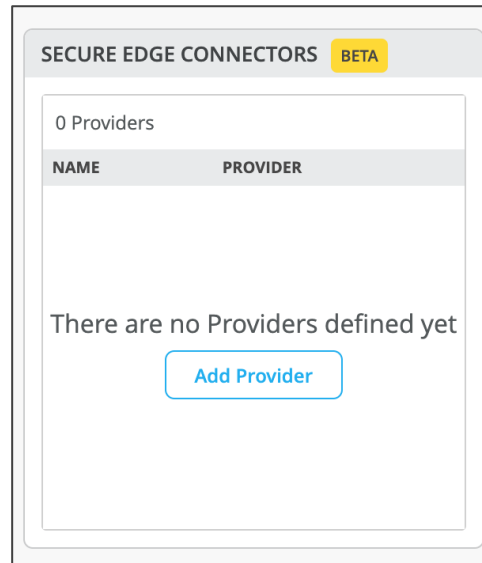 SECURE EDGE CONNECTORS BETA
0 Providers
NAME PROVIDER
There are no Providers defined yet
Add Provider